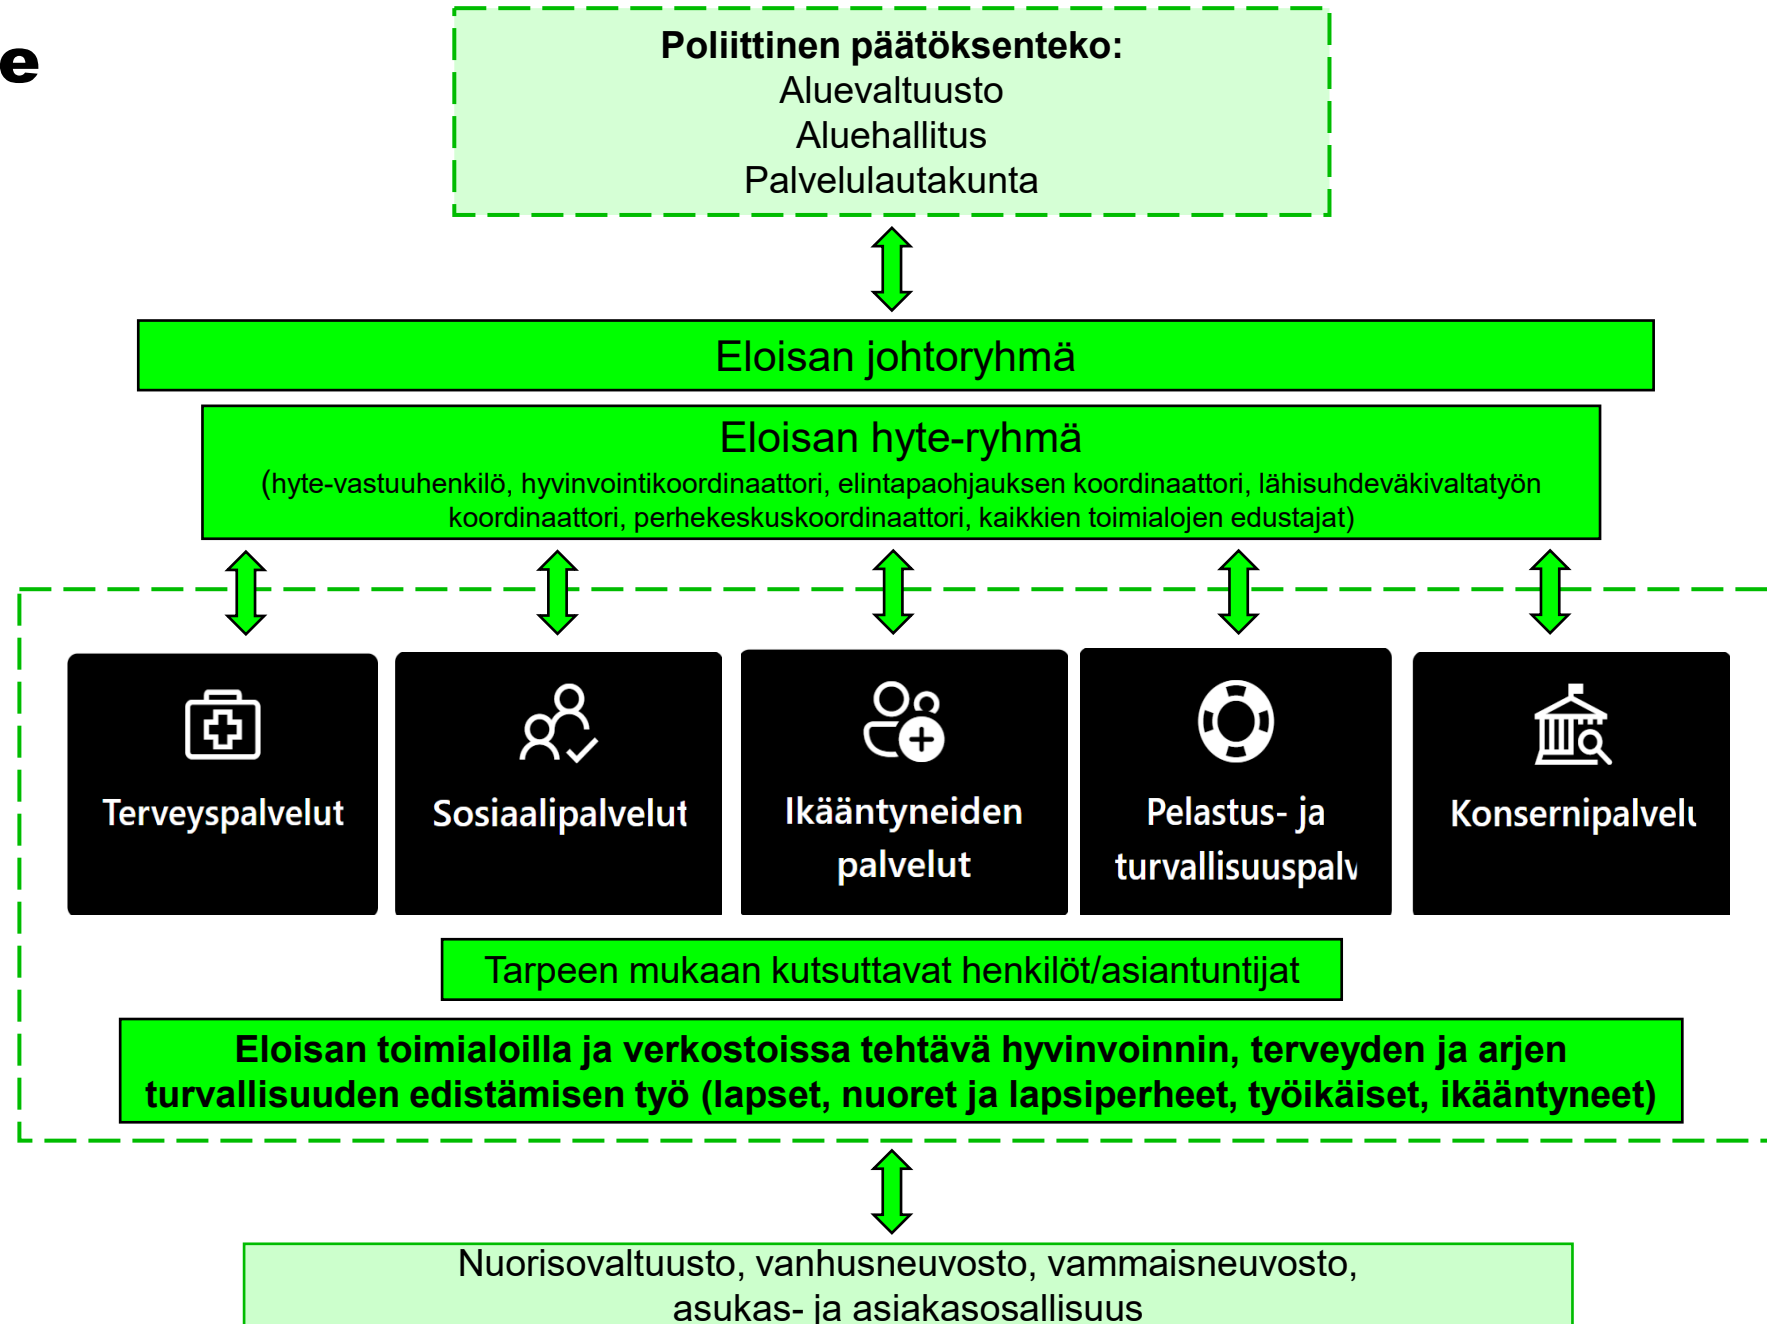 e
Poliittinen päätöksenteko:
Aluevaltuusto
Aluehallitus
Palvelulautakunta
Eloisan johtoryhmä
Eloisan hyte-ryhmä
(hyte-vastuuhenkilö, hyvinvointikoordinaattori, elintapaohjauksen koordinaattori, lähisuhdeväkivaltatyön
koordinaattori, perhekeskuskoordinaattori, kaikkien toimialojen edustajat)
Terveyspalvelut
Sosiaalipalvelut
Ikääntyneiden
palvelut
Pelastus- ja
turvallisuuspalv
Konsernipalvelu
Tarpeen mukaan kutsuttavat henkilöt/asiantuntijat
Eloisan toimialoilla ja verkostoissa tehtävä hyvinvoinnin, terveyden ja arjen
turvallisuuden edistämisen työ (lapset, nuoret ja lapsiperheet, työikäiset, ikääntyneet)
Nuorisovaltuusto, vanhusneuvosto, vammaisneuvosto,
asukas- ja asiakasosallisuus